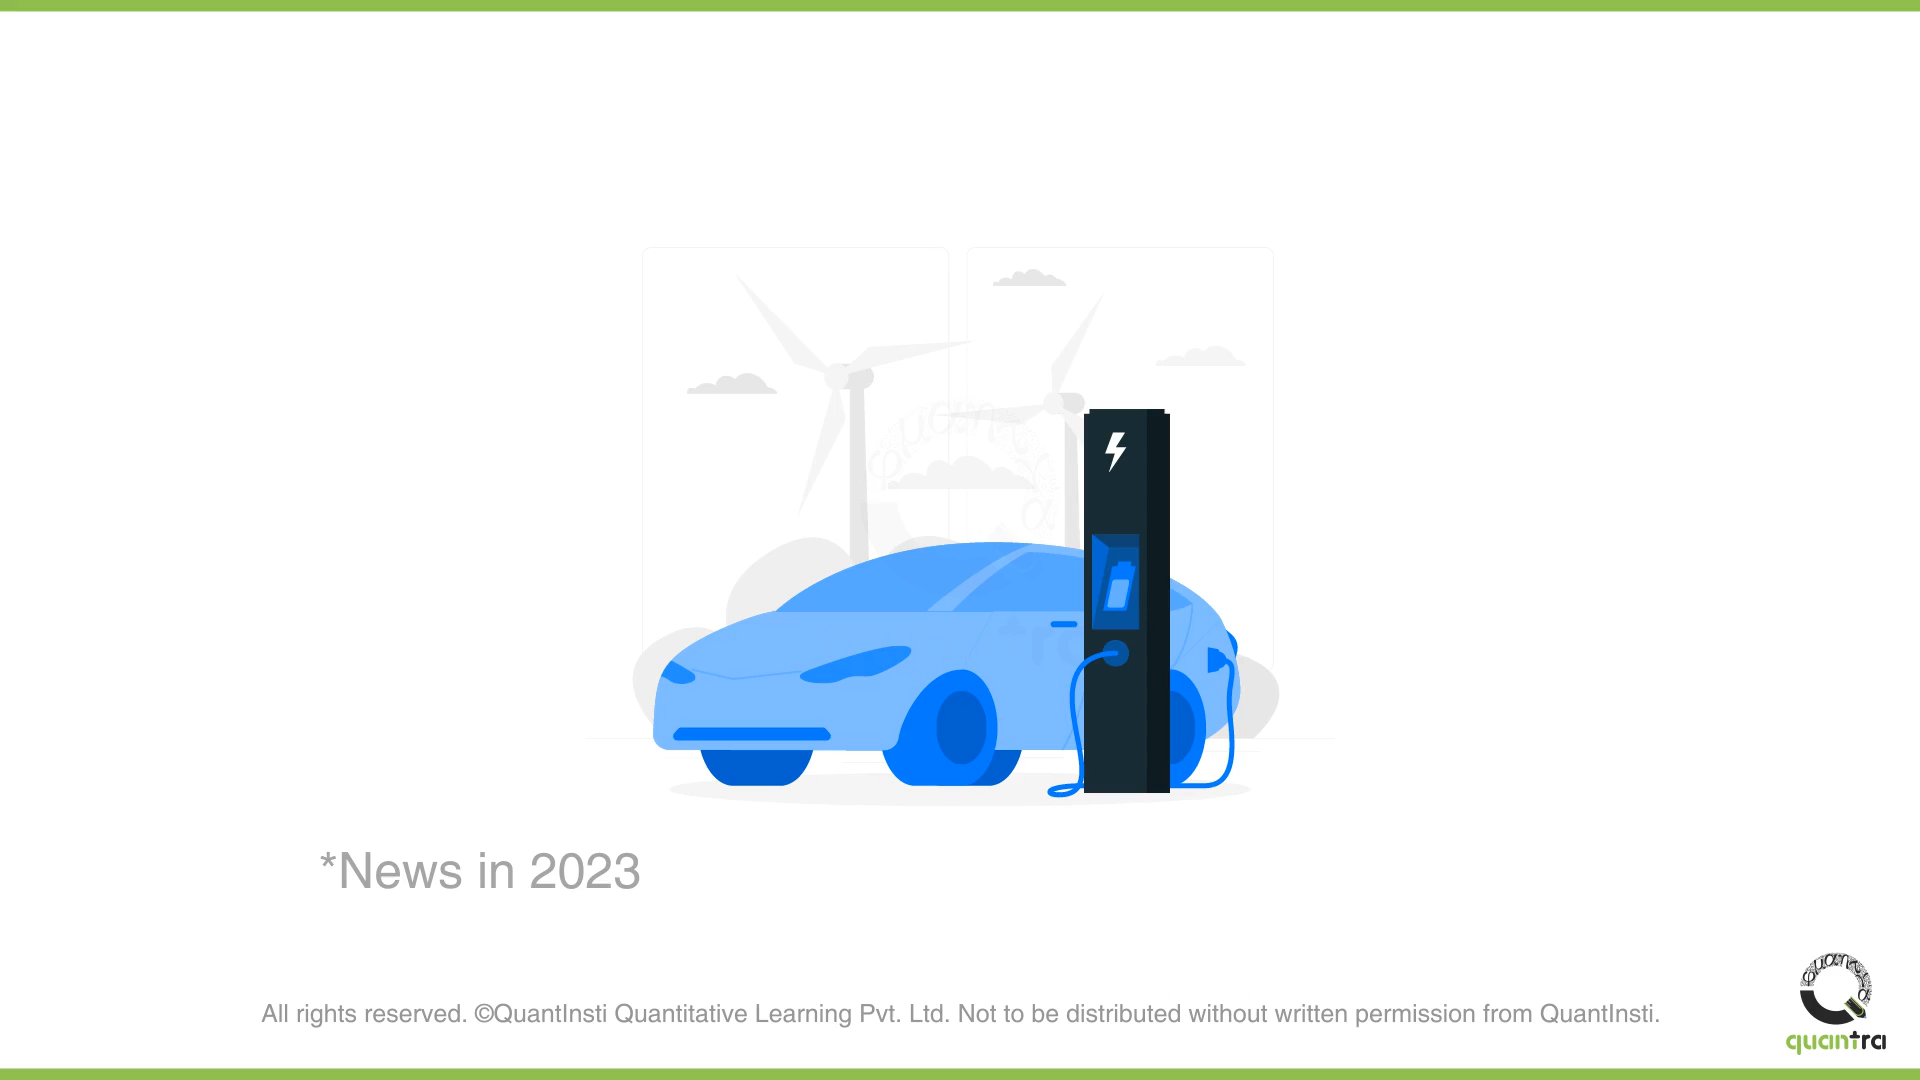 *News in 2023
All rights reserved. ©QuantInsti Quantitative Learning Pvt. Ltd. Not to be distributed without written permission from QuantInsti.
quantra